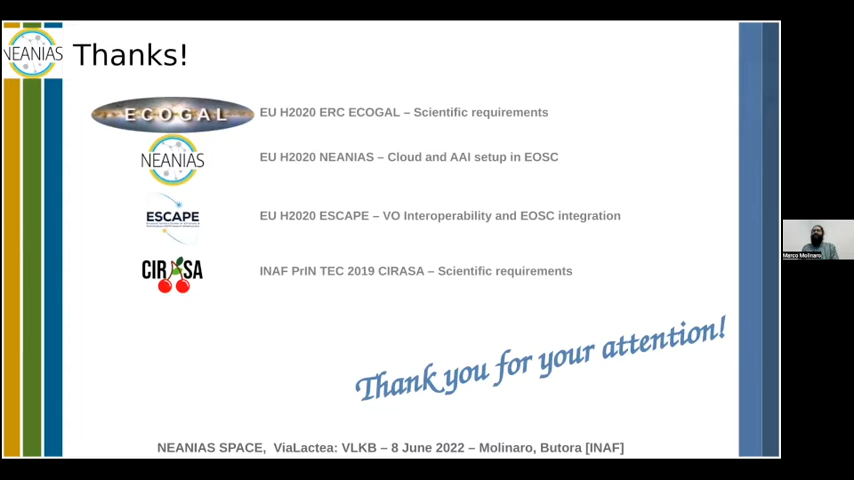 NEANIAS
Thanks!
ECOGAL
EU H2020 ERC ECOGAL – Scientific requirements
NEANIAS
EU H2020 NEANIAS – Cloud and AAI setup in EOSC
ESCAPE
EU H2020 ESCAPE – VO Interoperability and EOSC integration
CIRASA
INAF PrIN TEC 2019 CIRASA – Scientific requirements
Marco Molinaro
Thank you for your attention!
NEANIAS SPACE, ViaLactea: VLKB – 8 June 2022 – Molinaro, Butora [INAF]